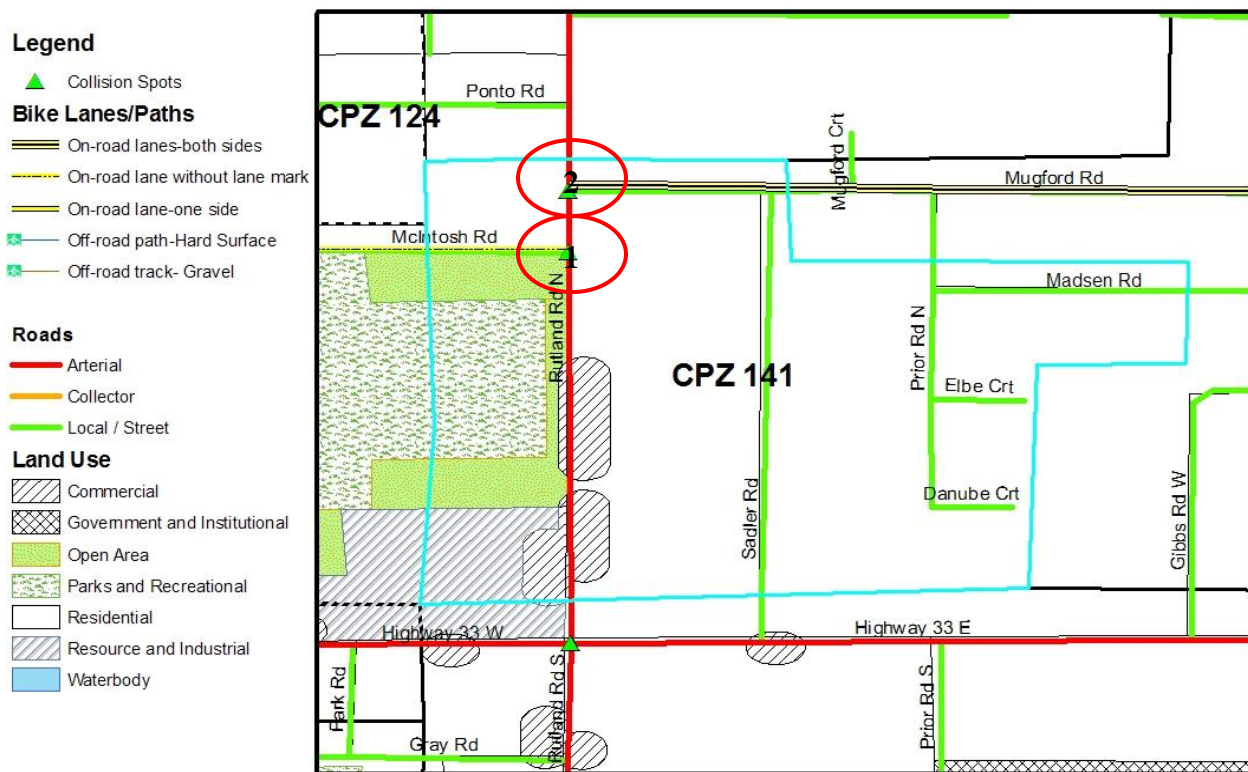 Legend
Collision Spots
Bike Lanes/Paths
On-road lanes-both sides
On-road lane without lane mark
On-road lane-one side
Off-road path-Hard Surface
Off-road track- Gravel
Roads
Arterial
Collector
Local / Street
Land Use
Commercial
Government and Institutional
Open Area
Parks and Recreational
Residential
Resource and Industrial
Waterbody
Ponto Rd
CPZ 124
Mugford Crt
2
Mugford Rd
McIntosh Rd
1
Madsen Rd
Rutland Rd N
Prior Rd N
CPZ 141
Elbe Crt
Danube Crt
Sadler Rd
Gibbs Rd W
Highway 33 W
Highway 33 E
Park Rd
Rutland Rd S
Prior Rd S
Gray Rd